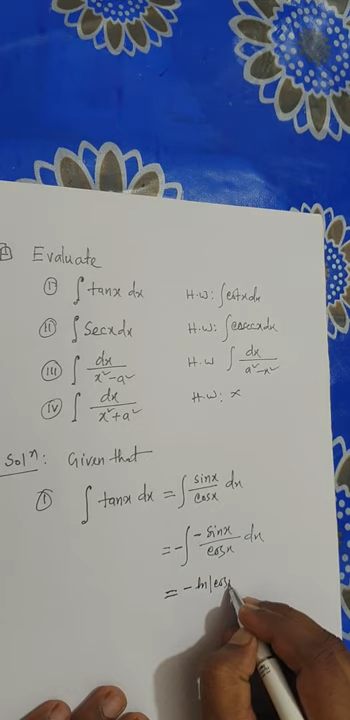 Evaluate
(I) ∫ tanx dx H.W: ∫ cotx dx
(II) ∫ Secx dx H.W: ∫ cosecx dx
(III) ∫ dx/(x²-a²) H.W ∫ dx/(a²-x²)
(IV) ∫ dx/(x²+a²) H.W: x
Solⁿ: Given that
(I) ∫ tanx dx = ∫ sinx/cosx dx
= -∫ -sinx/cosx dx
= -ln|cosx